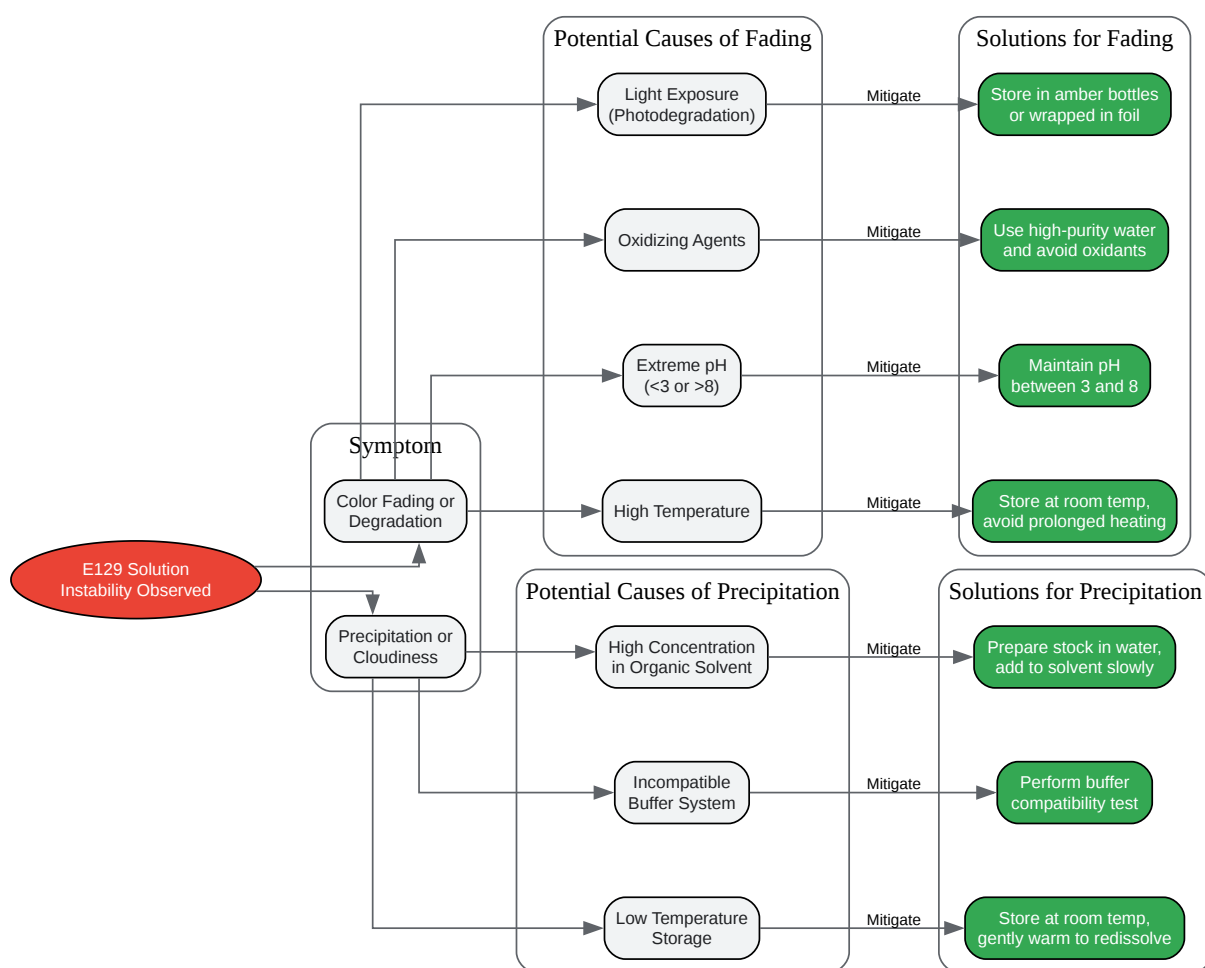 Potential Causes of Fading
Solutions for Fading
Light Exposure
(Photodegradation)
Mitigate
Store in amber bottles
or wrapped in foil
Oxidizing Agents
Mitigate
Use high-purity water
and avoid oxidants
Extreme pH
(<3 or >8)
Mitigate
Maintain pH
between 3 and 8
Symptom
Color Fading or
Degradation
High Temperature
Mitigate
Store at room temp,
avoid prolonged heating
E129 Solution
Instability Observed
Potential Causes of Precipitation
Solutions for Precipitation
Precipitation or
Cloudiness
High Concentration
in Organic Solvent
Mitigate
Prepare stock in water,
add to solvent slowly
Incompatible
Buffer System
Mitigate
Perform buffer
compatibility test
Low Temperature
Storage
Mitigate
Store at room temp,
gently warm to redissolve